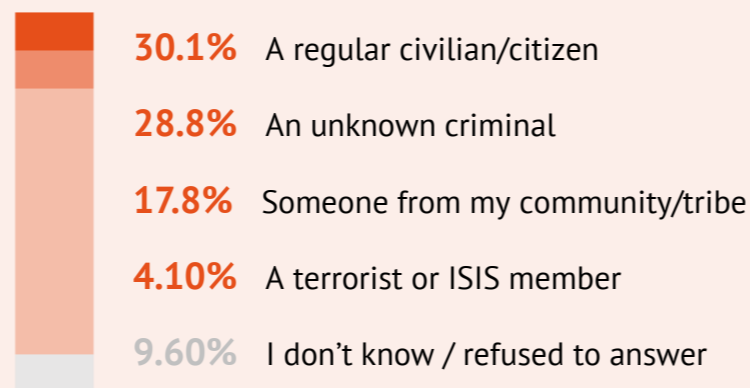 30.1% A regular civilian/citizen
28.8% An unknown criminal
17.8% Someone from my community/tribe
4.10% A terrorist or ISIS member
9.60% I don’t know / refused to answer